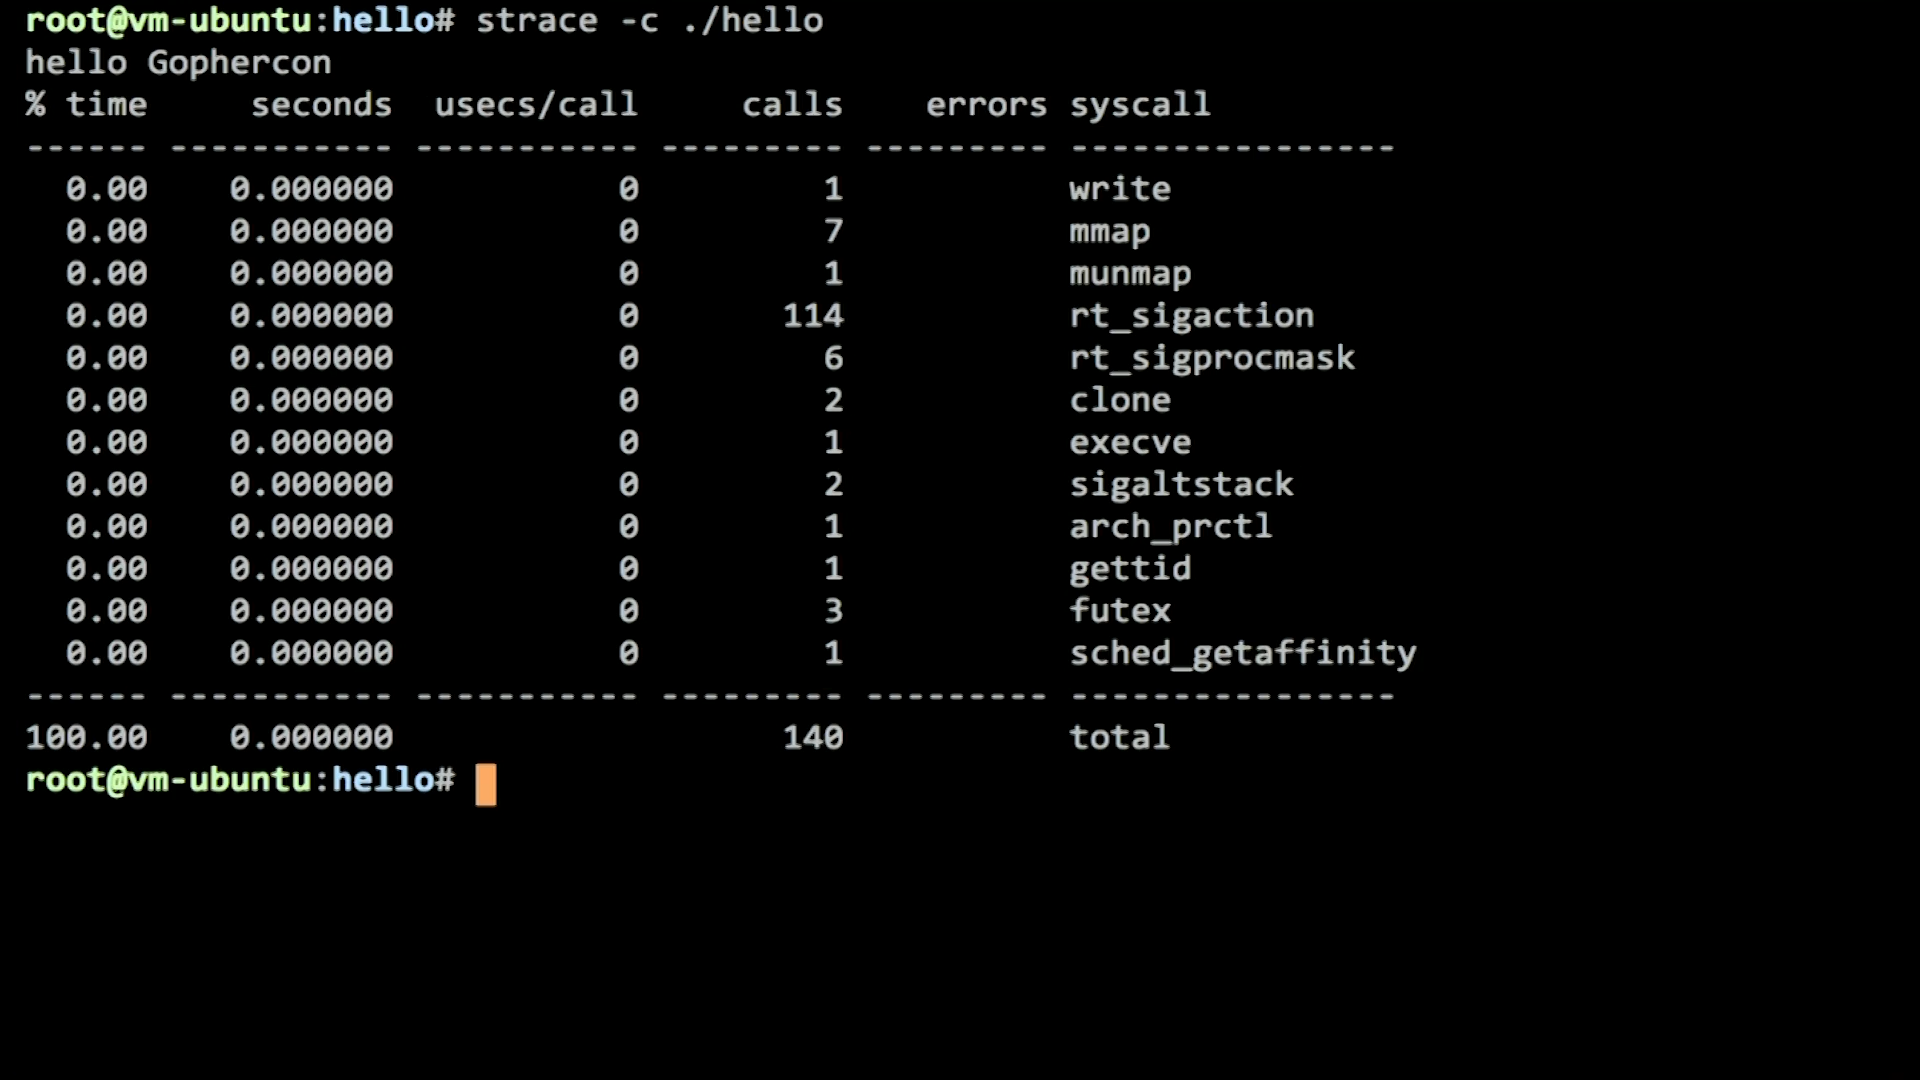 root@vm-ubuntu:hello# strace -c ./hello
hello Gophercon
% time     seconds  usecs/call     calls    errors syscall
------ ----------- ----------- --------- --------- ----------------
  0.00    0.000000           0         1           write
  0.00    0.000000           0         7           mmap
  0.00    0.000000           0         1           munmap
  0.00    0.000000           0       114           rt_sigaction
  0.00    0.000000           0         6           rt_sigprocmask
  0.00    0.000000           0         2           clone
  0.00    0.000000           0         1           execve
  0.00    0.000000           0         2           sigaltstack
  0.00    0.000000           0         1           arch_prctl
  0.00    0.000000           0         1           gettid
  0.00    0.000000           0         3           futex
  0.00    0.000000           0         1           sched_getaffinity
------ ----------- ----------- --------- --------- ----------------
100.00    0.000000                   140           total
root@vm-ubuntu:hello#